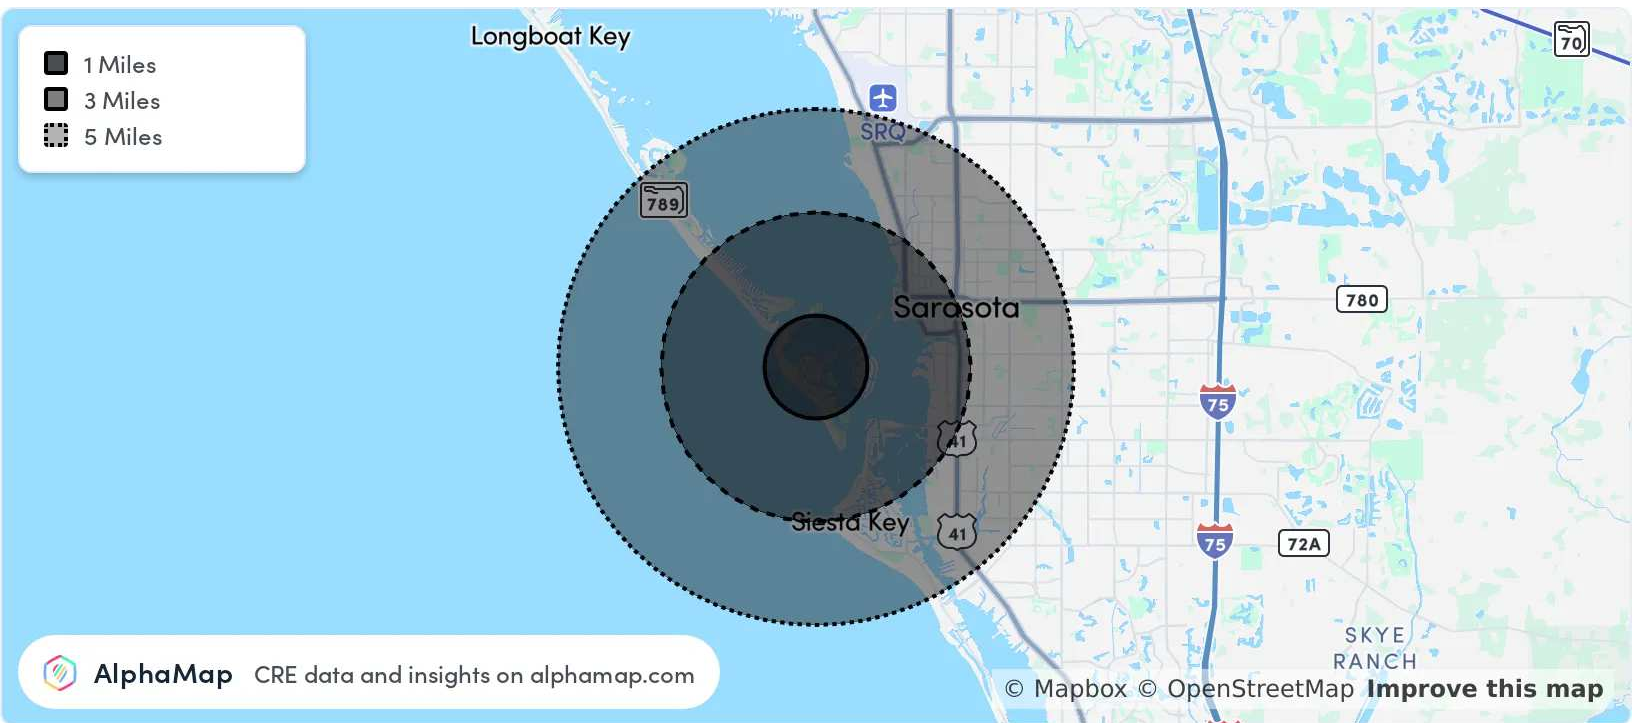 Longboat Key
70
1 Miles
3 Miles
5 Miles
SRQ
789
Sarosota
780
75
41
Siesta Key
41
75
72A
SKYE
RANCH
AlphaMap CRE data and insights on alphamap.com
© Mapbox © OpenStreetMap Improve this map